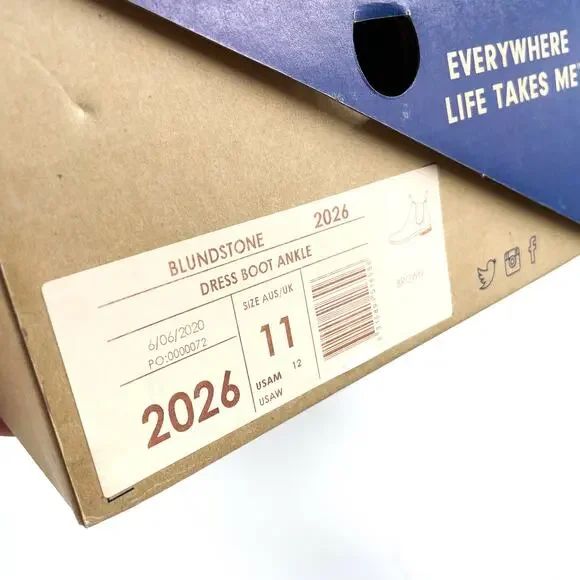 EVERYWHERE
LIFE TAKES ME™
BLUNDSTONE 2026
DRESS BOOT ANKLE
6/06/2020
PO:0000072
2026
SIZE AUS/UK
11
USAM 12
USAW
BROWN